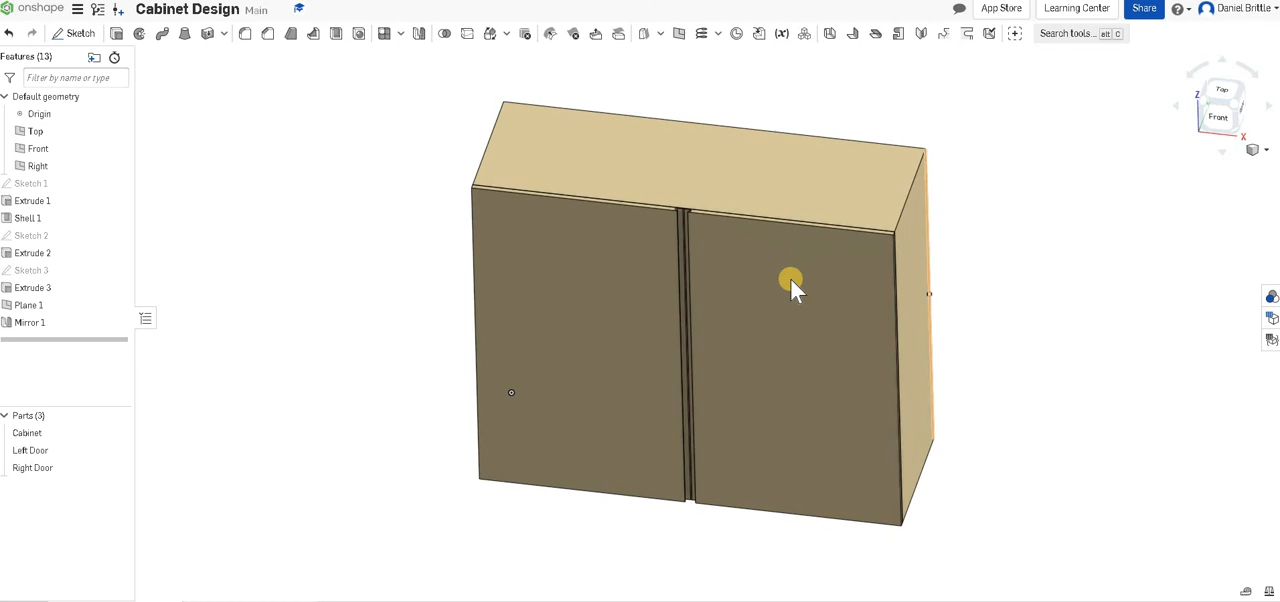 onshape Cabinet Design Main App Store Learning Center Share Daniel Brittle
Sketch (x) Search tools... alt C
Features (13)
Filter by name or type
Default geometry
Origin
Top
Front
Right
Sketch 1
Extrude 1
Shell 1
Sketch 2
Extrude 2
Sketch 3
Extrude 3
Plane 1
Mirror 1
Parts (3)
Cabinet
Left Door
Right Door
Top
Z
Front
X